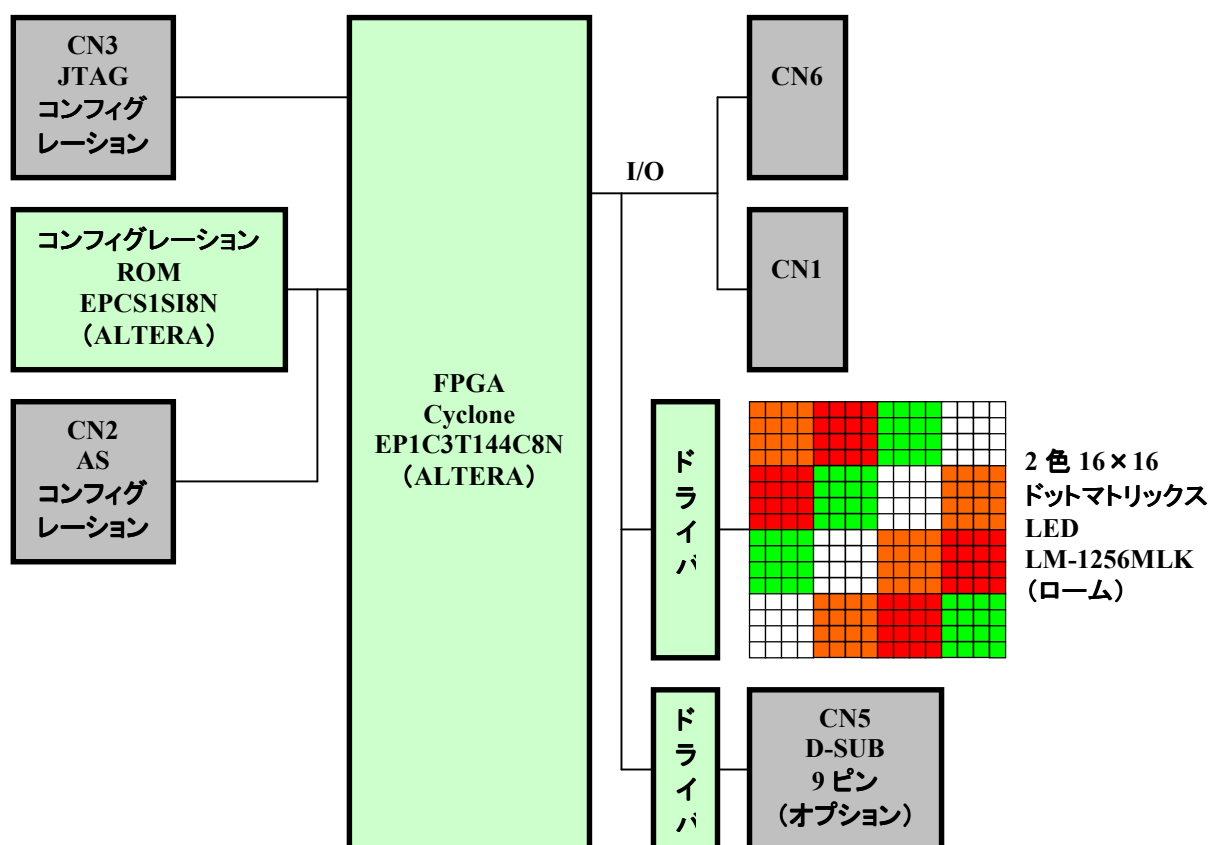 CN3
JTAG
コンフィグ
レーション
コンフィグレーション
ROM
EPCS1SI8N
（ALTERA）
CN2
AS
コンフィグ
レーション
FPGA
Cyclone
EP1C3T144C8N
（ALTERA）
I/O
CN6
CN1
ドライバ
2 色 16×16
ドットマトリックス
LED
LM-1256MLK
（ローム）
ドライバ
CN5
D-SUB
9 ピン
（オプション）